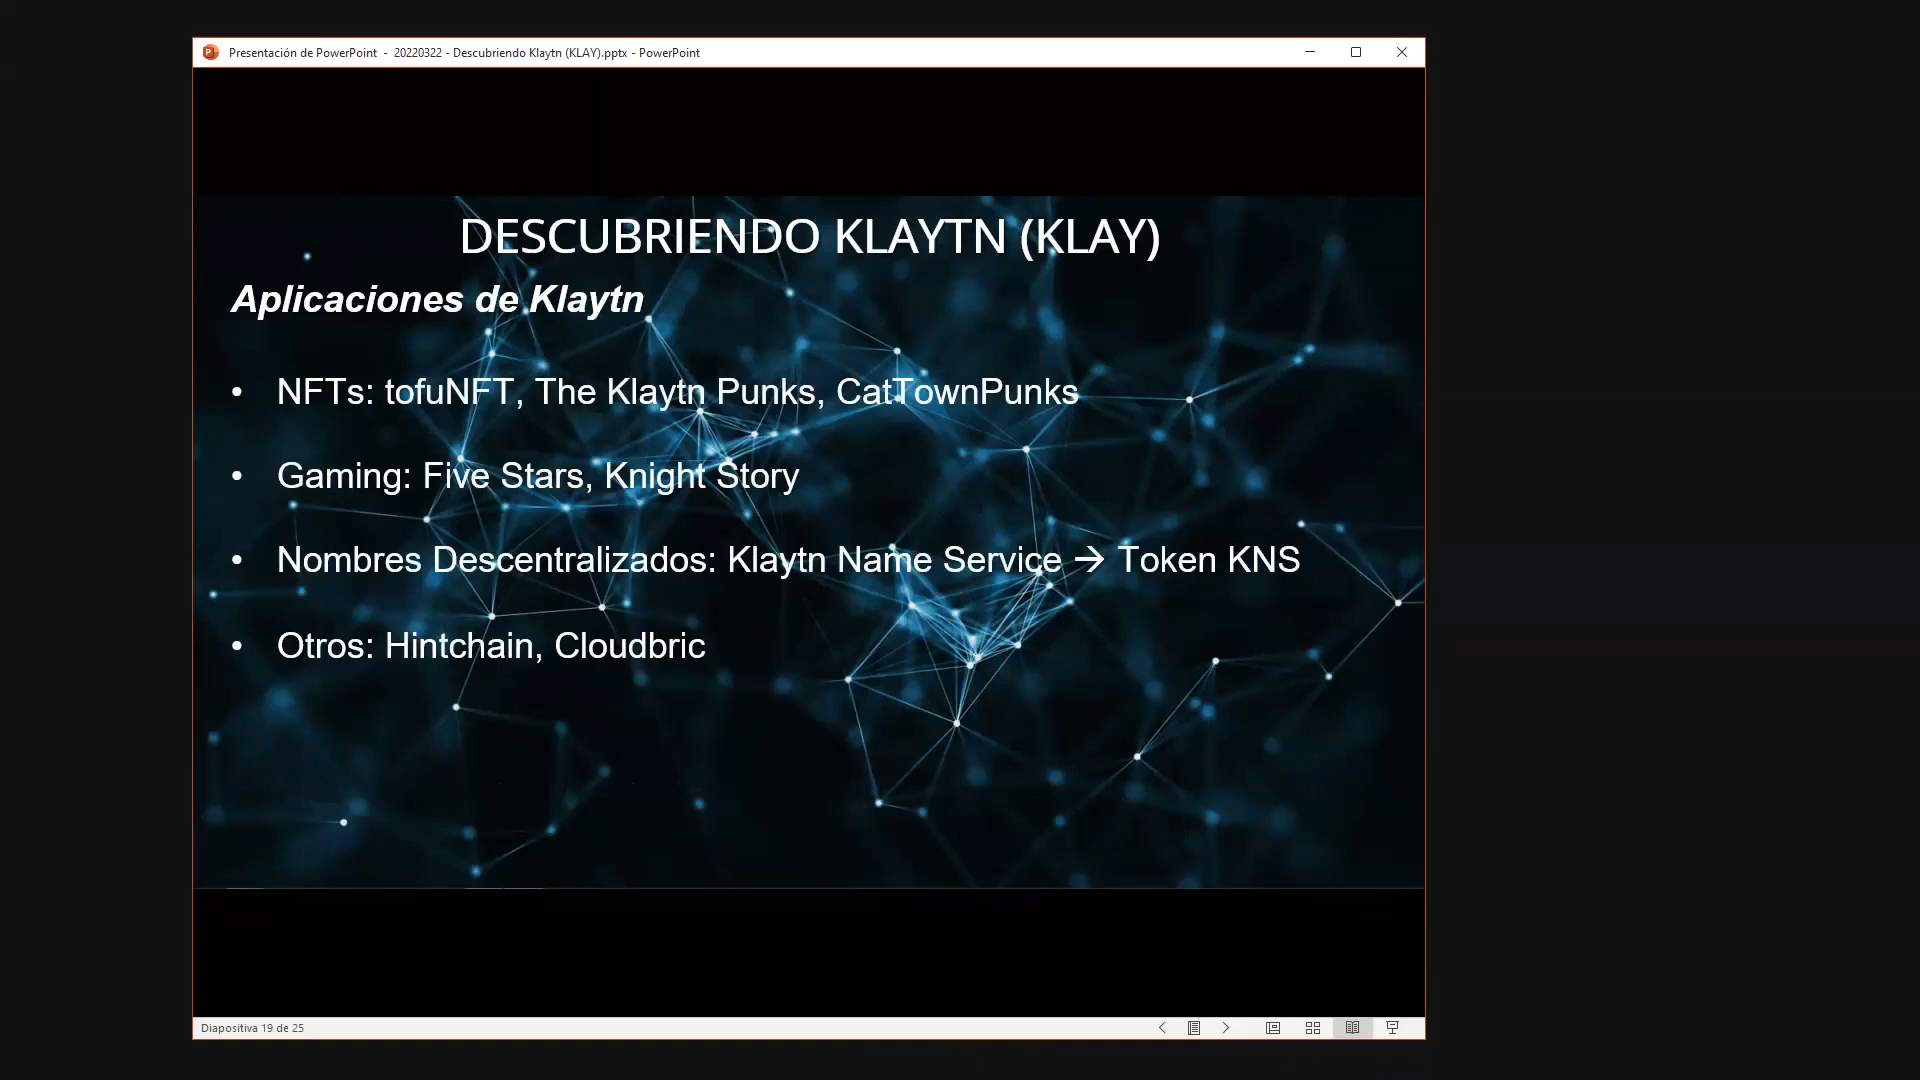 Presentación de PowerPoint - 20220322 - Descubriendo Klaytn (KLAY).pptx - PowerPoint
DESCUBRIENDO KLAYTN (KLAY)
Aplicaciones de Klaytn
• NFTs: tofuNFT, The Klaytn Punks, CatTownPunks
• Gaming: Five Stars, Knight Story
• Nombres Descentralizados: Klaytn Name Service → Token KNS
• Otros: Hintchain, Cloudbric
Diapositiva 19 de 25